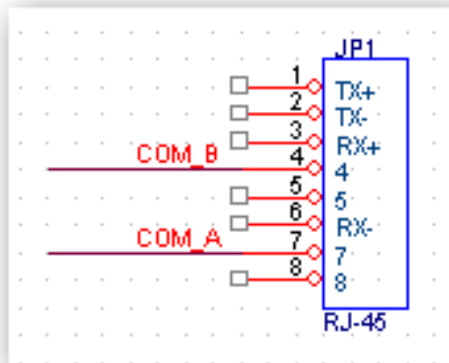 JP1
1 TX+
2 TX-
3 RX+
COM_B 4 4
5 5
6 RX-
COM_A 7 7
8 8
RJ-45